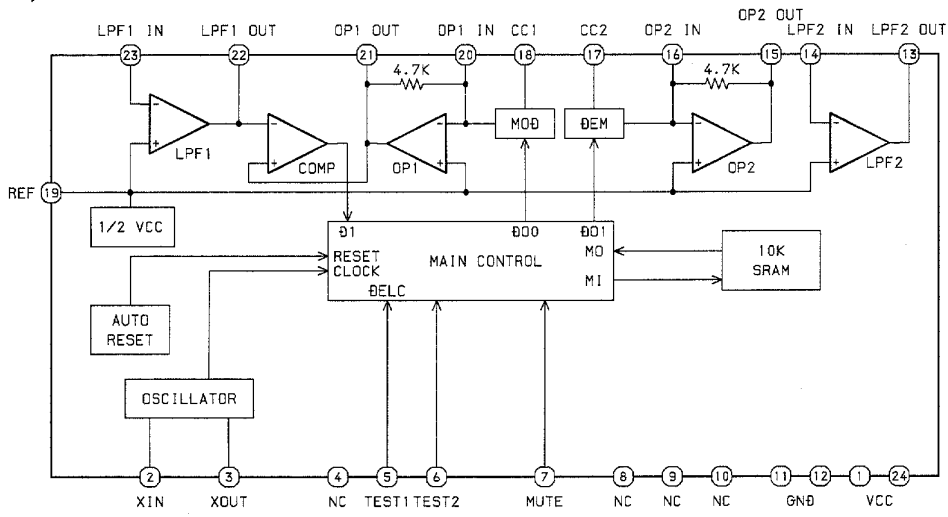 OP2 OUT
LPF1 IN LPF1 OUT OP1 OUT OP1 IN CC1 CC2 OP2 IN LPF2 IN LPF2 OUT
23 22 21 20 18 17 16 15 14 13
4.7K 4.7K
MOD DEM
LPF1 COMP OP1 OP2 LPF2
REF 19
1/2 VCC
D1 DO0 DO1
RESET MAIN CONTROL MO 10K
CLOCK MI SRAM
DELC
AUTO
RESET
OSCILLATOR
2 3 4 5 6 7 8 9 10 11 12 1 24
XIN XOUT NC TEST1 TEST2 MUTE NC NC NC GND VCC